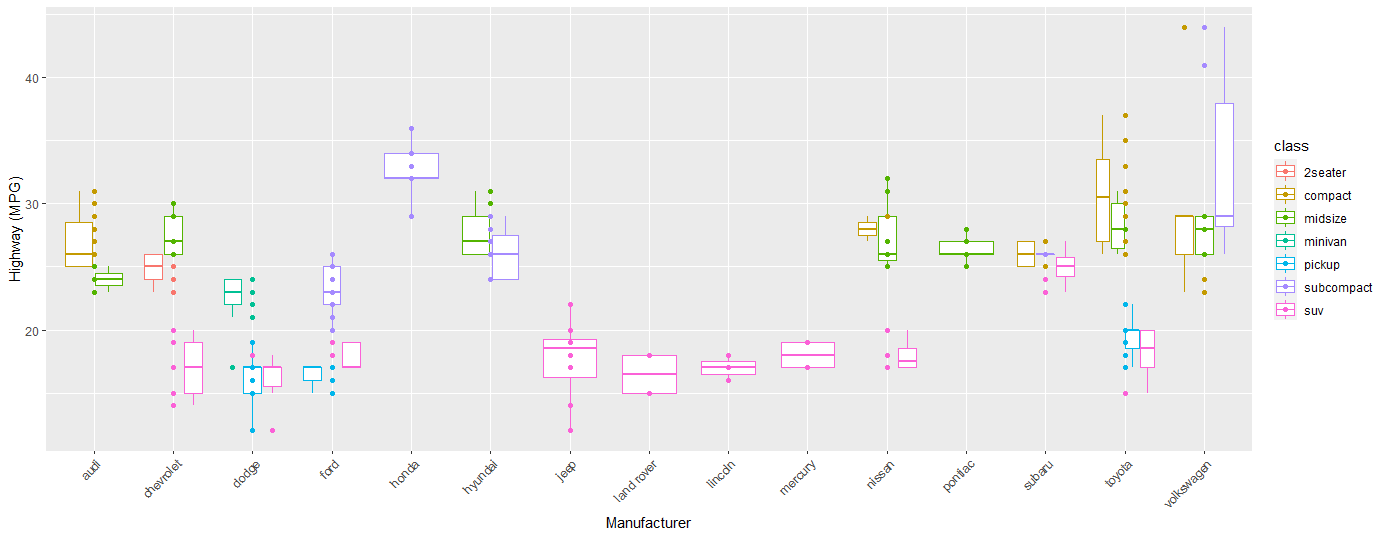 Highway (MPG)
40
30
20
audi
chevrolet
dodge
ford
honda
hyundai
jeep
land rover
lincoln
mercury
nissan
pontiac
subaru
toyota
volkswagen
Manufacturer
class
2seater
compact
midsize
minivan
pickup
subcompact
suv